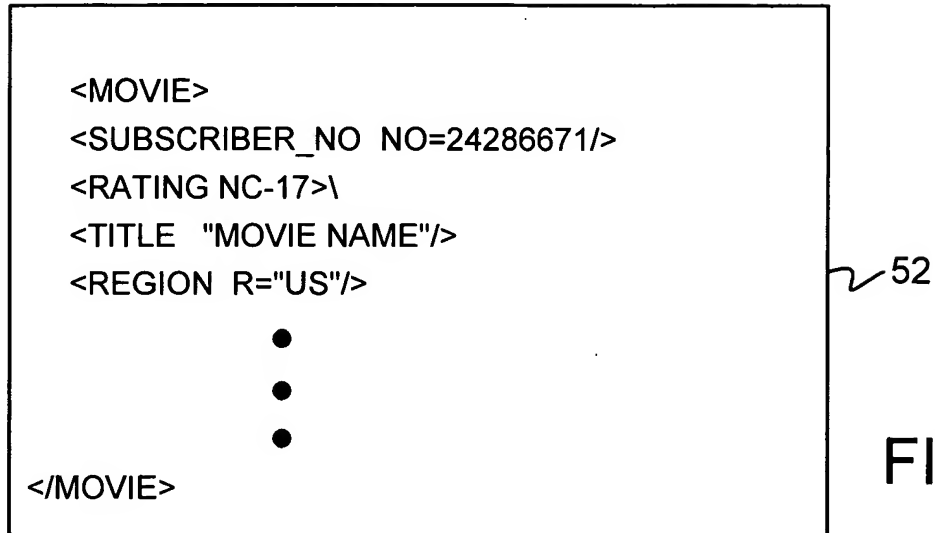 <MOVIE>
<SUBSCRIBER_NO NO=24286671/>
<RATING NC-17>\
<TITLE "MOVIE NAME"/>
<REGION R="US"/>
52
</MOVIE>
FI